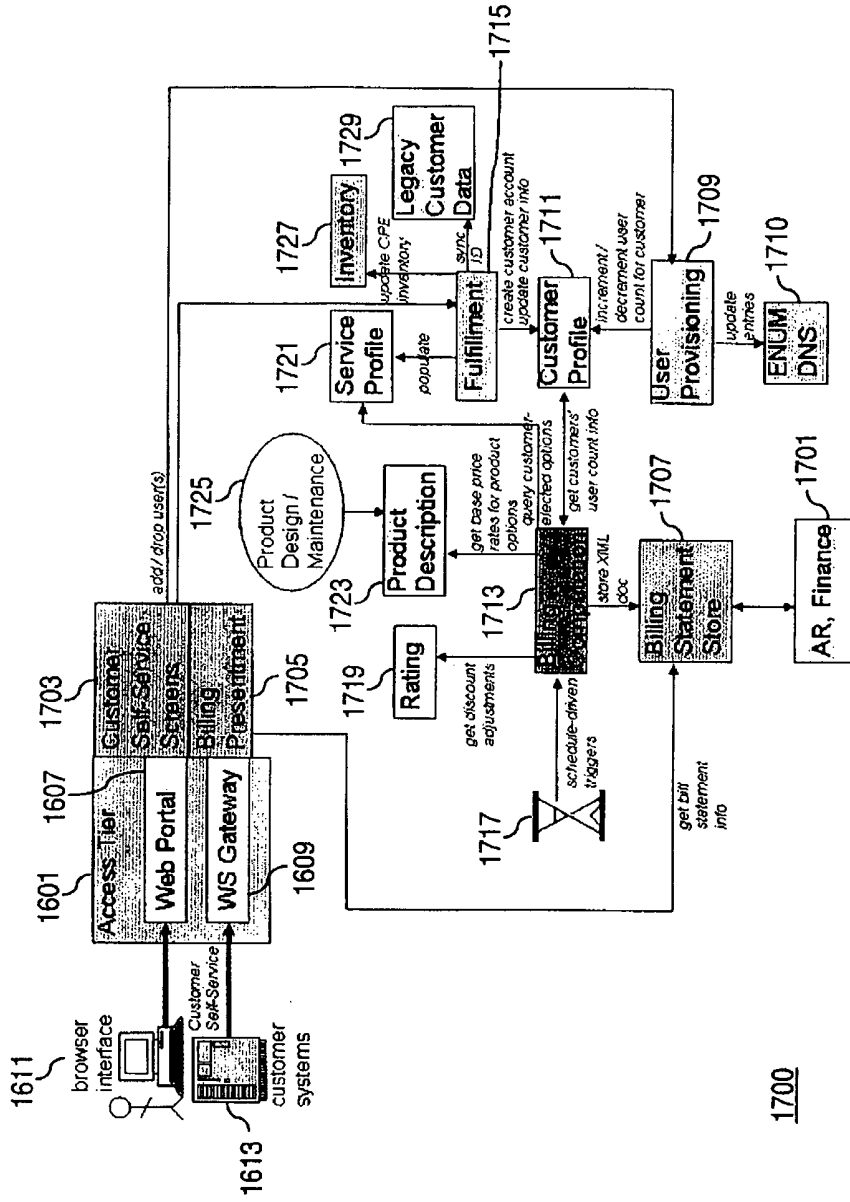 1611
browser
interface
1613
Customer
Self-Service
customer
systems
1601
Access Tier
1607
Web Portal
WS Gateway
1609
1703
Customer
Self-Service
Screens
Billing
Presentment
1705
add / drop user(s)
1725
Product
Design /
Maintenance
1723
Product
Description
1721
Service
Profile
1727
Inventory
update CPE
inventory
1729
Legacy
Customer
Data
sync
ID
1715
populate
Fulfillment
create customer account
update customer info
1719
Rating
get discount
adjustments
get base price
rates for product
options
query customer-
elected options
1711
Customer
Profile
get customers'
user count info
increment /
decrement user
count for customer
1717
schedule-driven
triggers
1713
Billing
Computation
store XML
doc
1709
User
Provisioning
update
entries
1710
ENUM
DNS
get bill
statement
info
1707
Billing
Statement
Store
1701
AR, Finance
1700